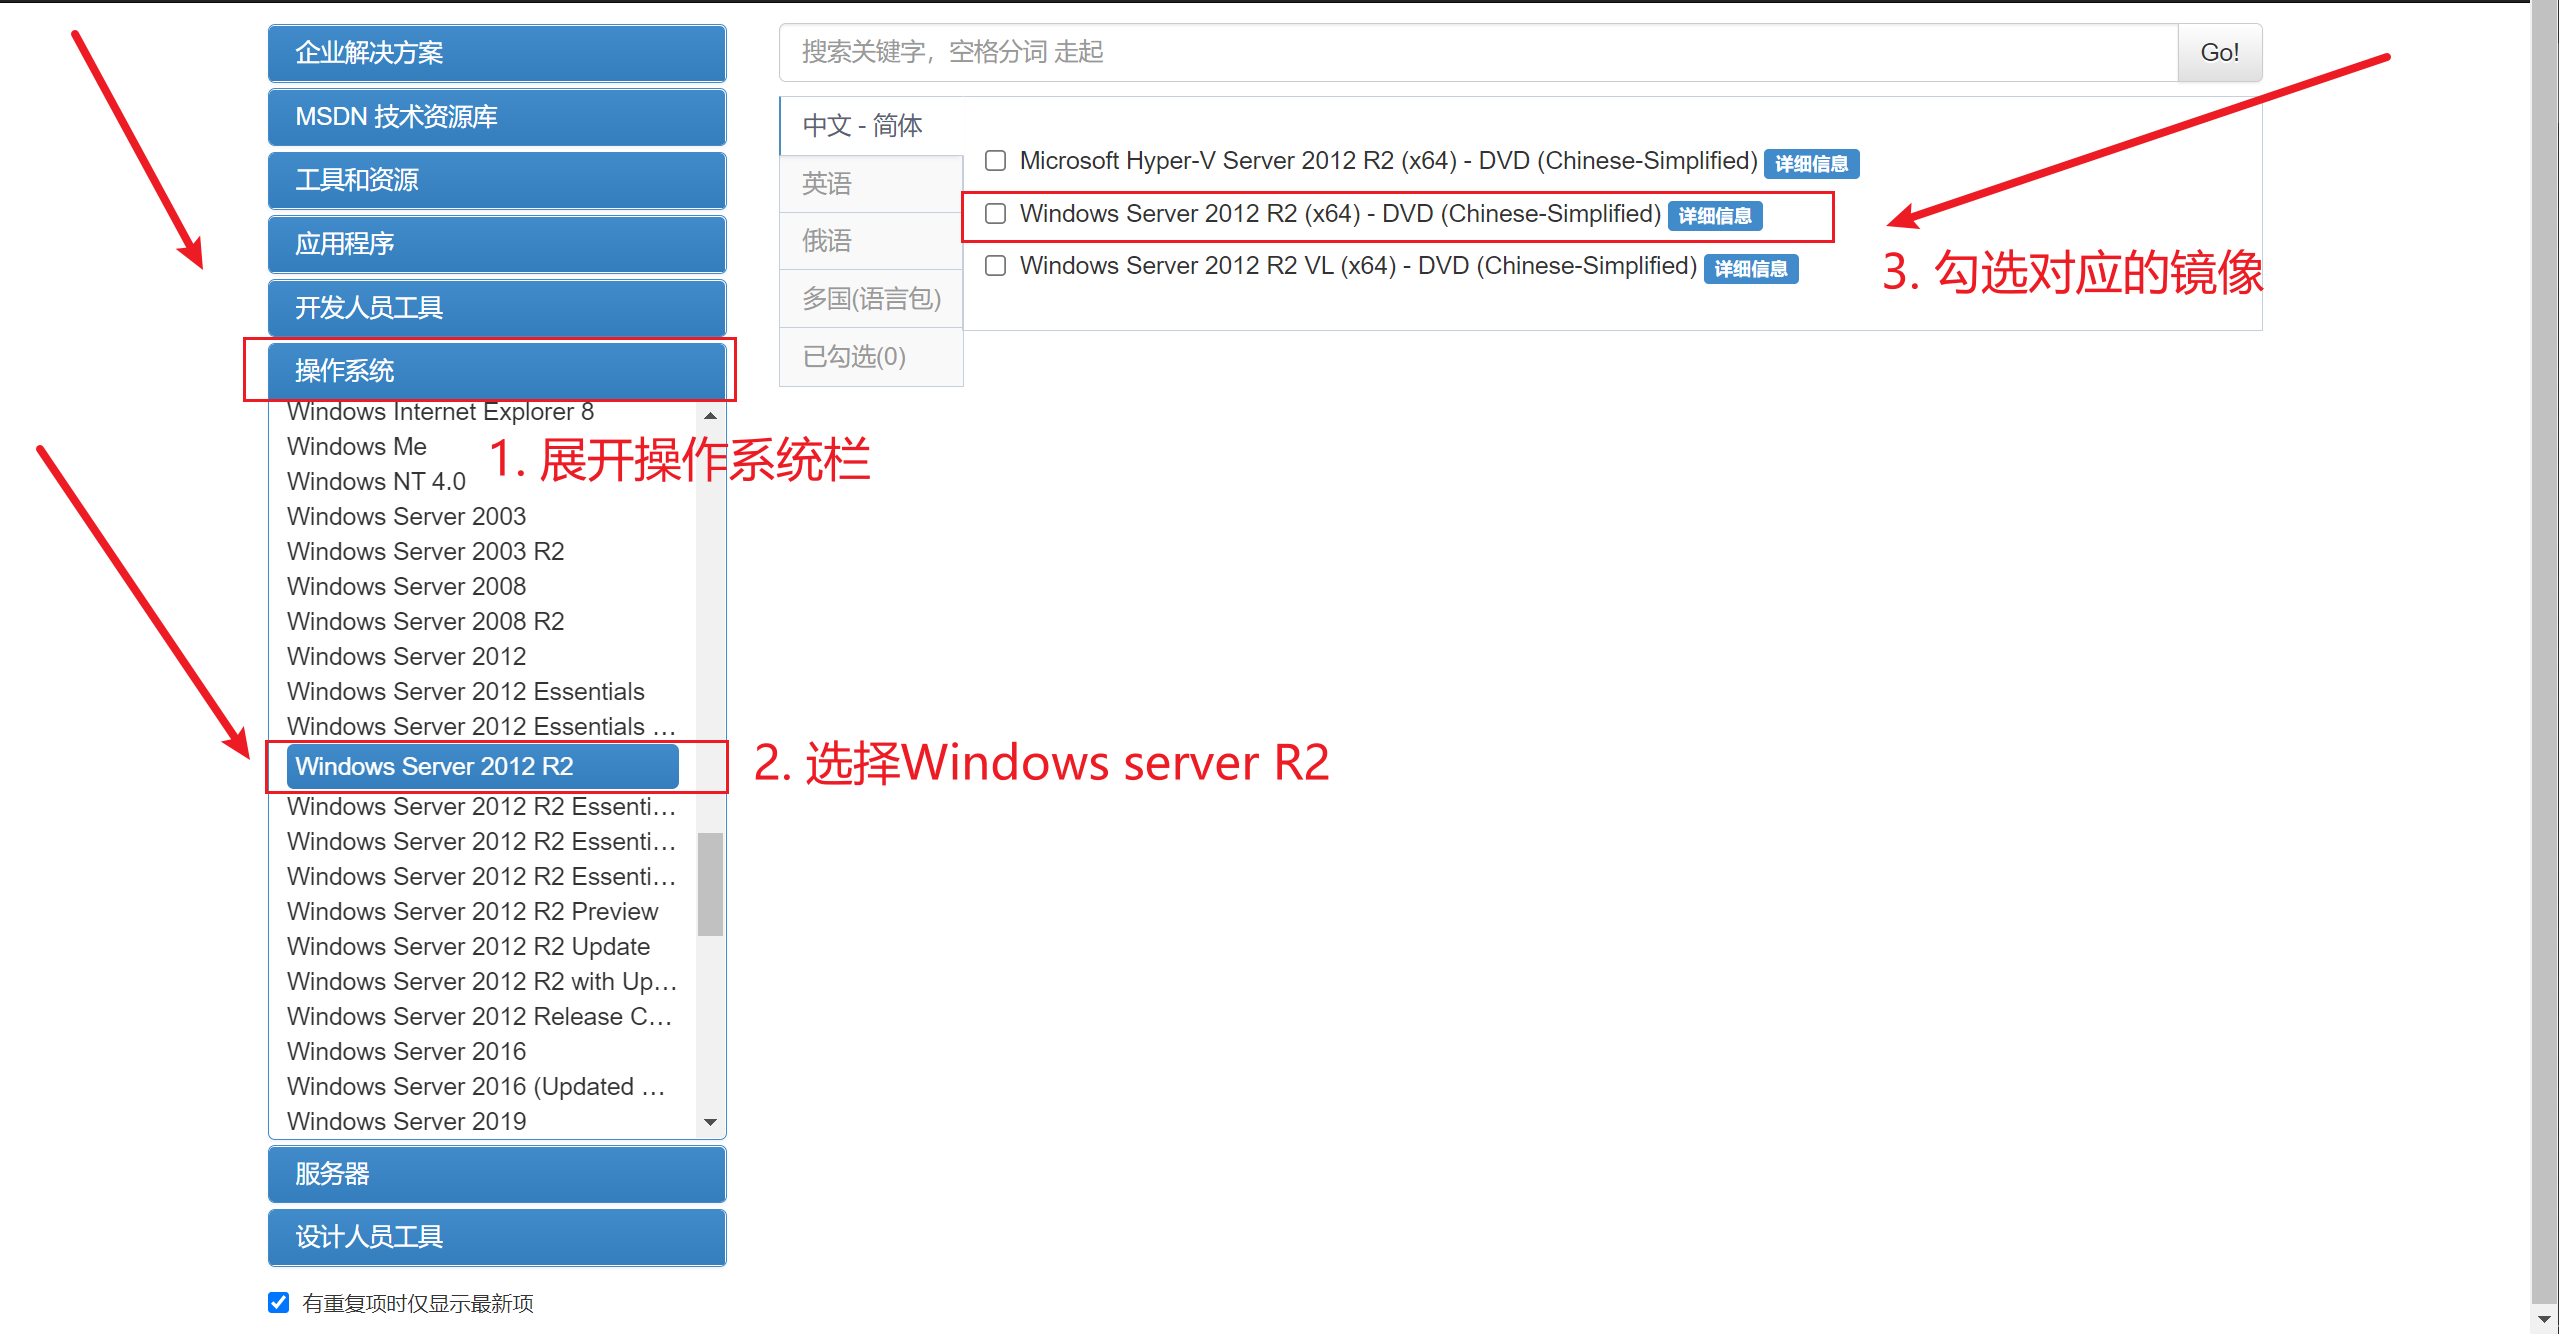 企业解决方案
MSDN 技术资源库
工具和资源
应用程序
开发人员工具
操作系统
Windows Internet Explorer 8
Windows Me
Windows NT 4.0
Windows Server 2003
Windows Server 2003 R2
Windows Server 2008
Windows Server 2008 R2
Windows Server 2012
Windows Server 2012 Essentials
Windows Server 2012 Essentials …
Windows Server 2012 R2
Windows Server 2012 R2 Essenti…
Windows Server 2012 R2 Essenti…
Windows Server 2012 R2 Essenti…
Windows Server 2012 R2 Preview
Windows Server 2012 R2 Update
Windows Server 2012 R2 with Up…
Windows Server 2012 Release C…
Windows Server 2016
Windows Server 2016 (Updated …
Windows Server 2019
服务器
设计人员工具
有重复项时仅显示最新项
1. 展开操作系统栏
2. 选择Windows server R2
搜索关键字，空格分词 走起
Go!
中文 - 简体
英语
俄语
多国(语言包)
已勾选(0)
Microsoft Hyper-V Server 2012 R2 (x64) - DVD (Chinese-Simplified) 详细信息
Windows Server 2012 R2 (x64) - DVD (Chinese-Simplified) 详细信息
Windows Server 2012 R2 VL (x64) - DVD (Chinese-Simplified) 详细信息
3. 勾选对应的镜像